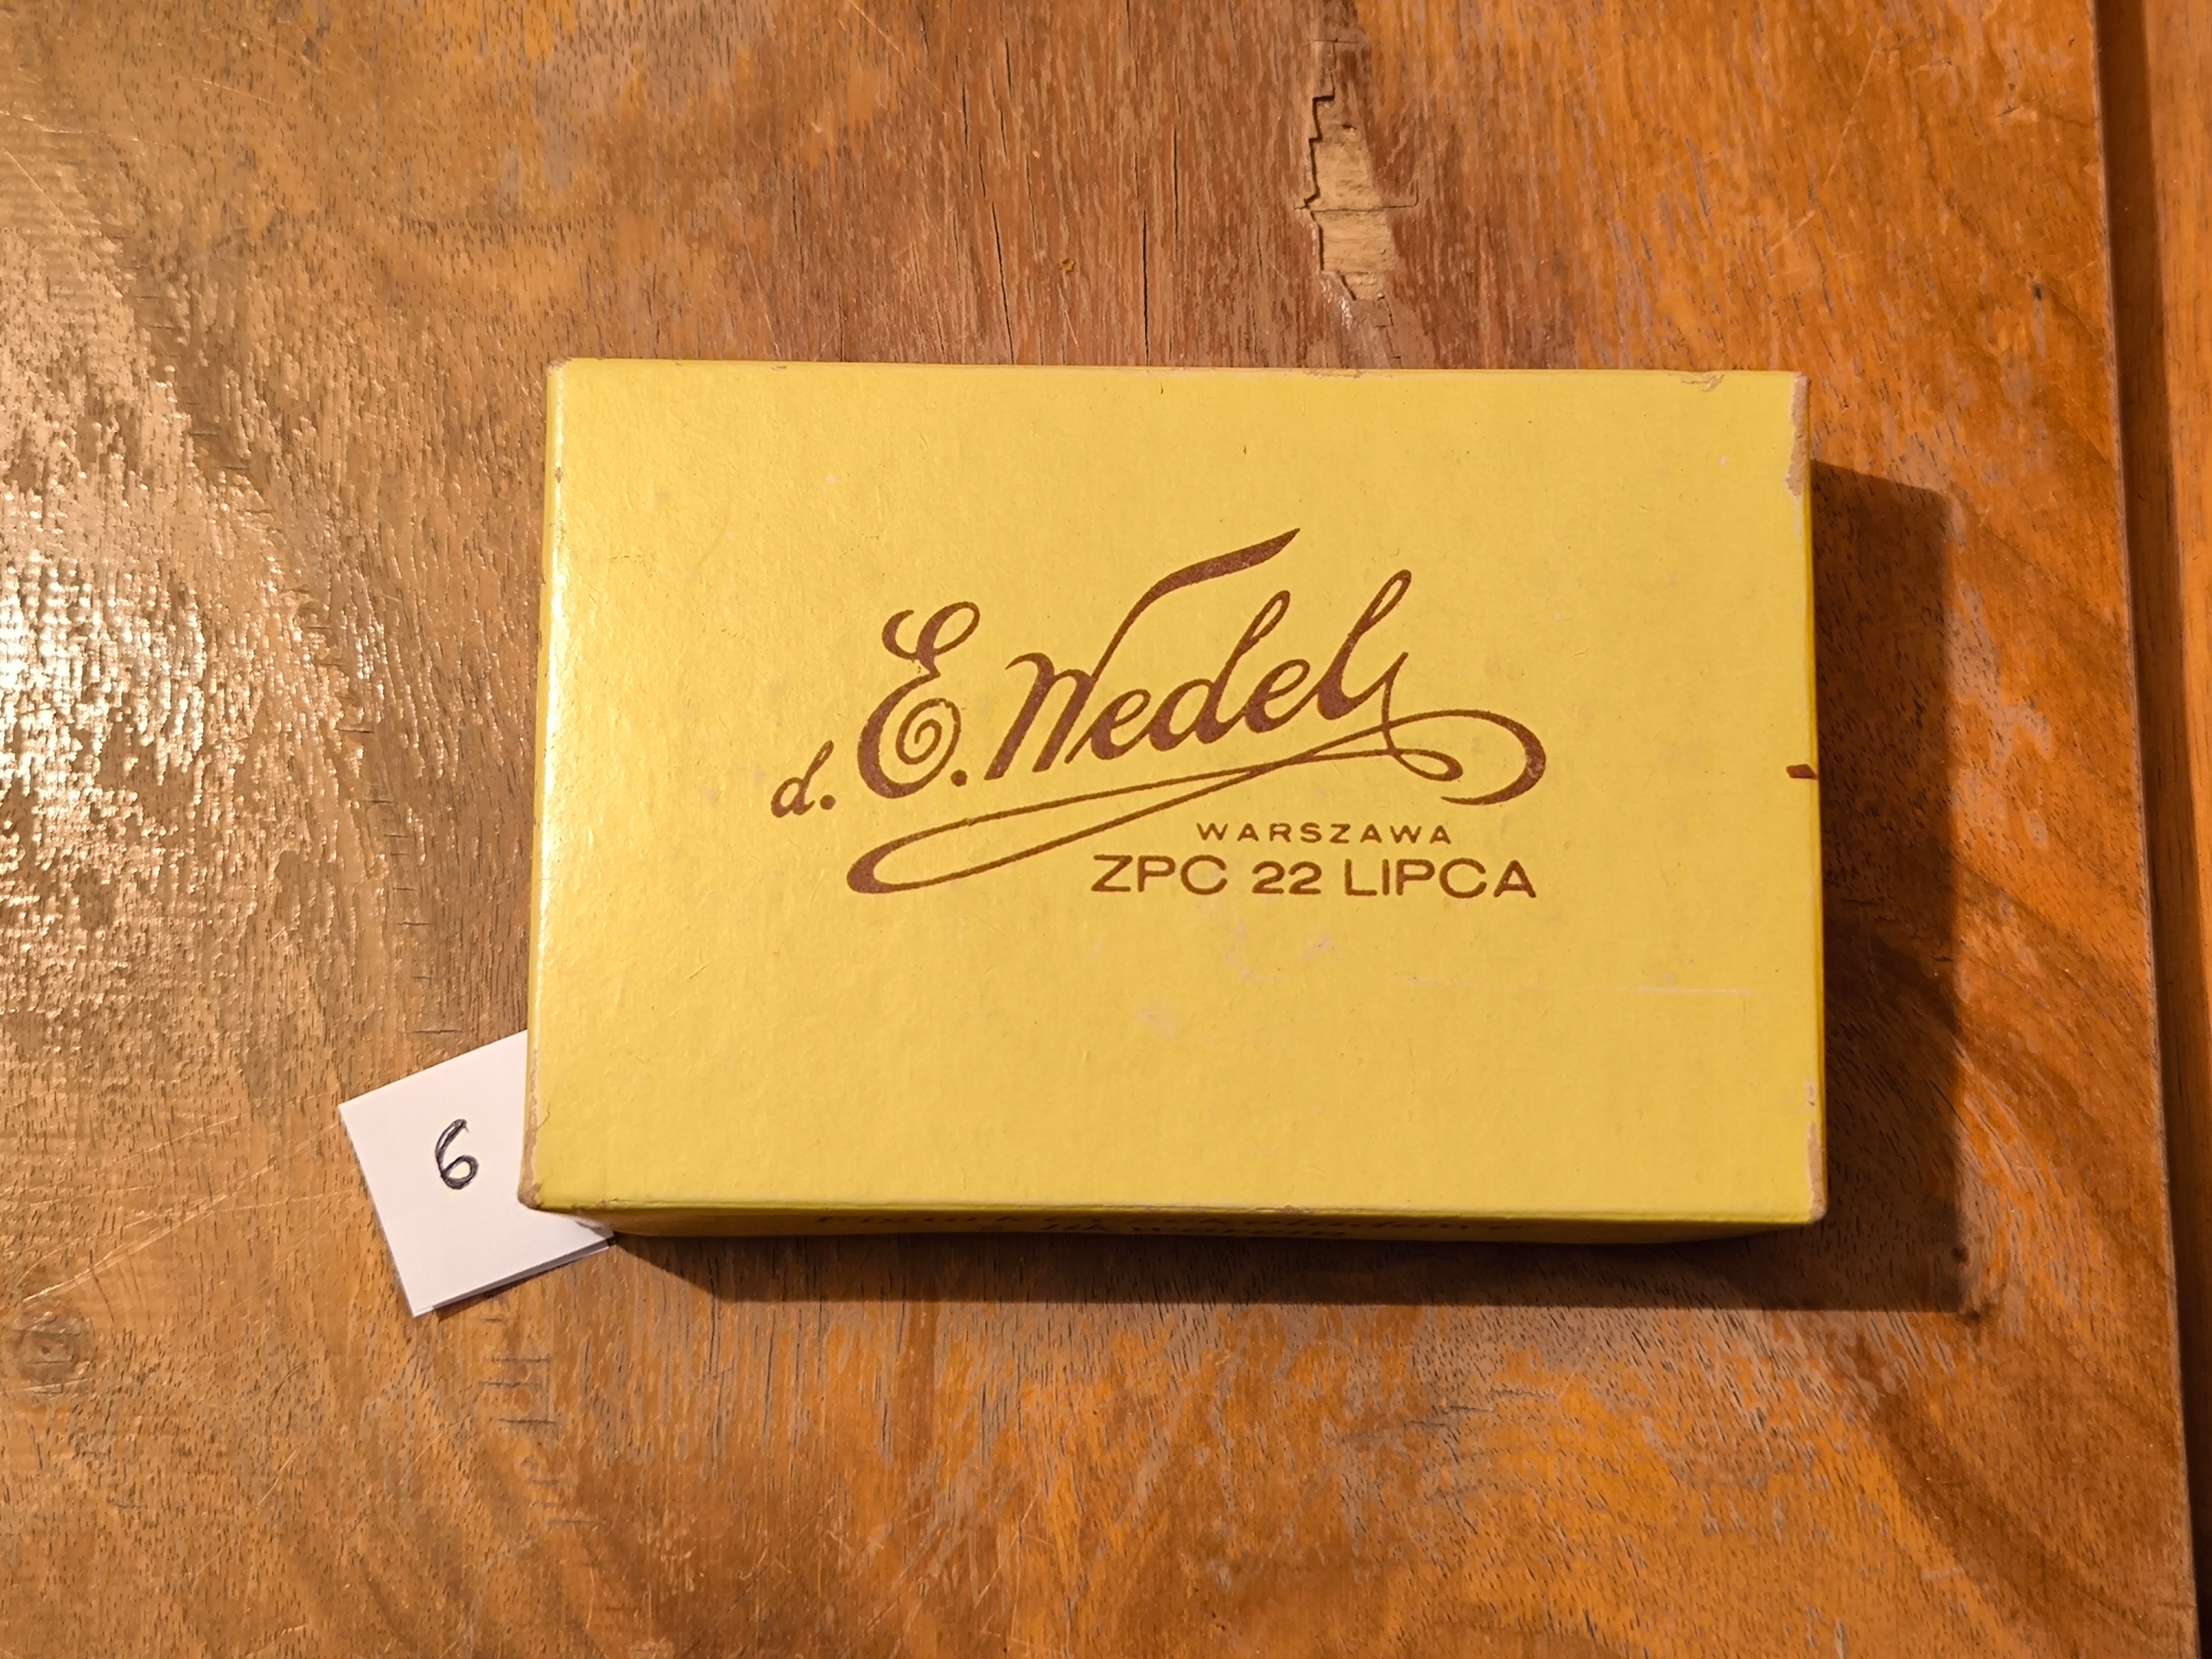 d. E. Wedel
WARSZAWA
ZPC 22 LIPCA
6